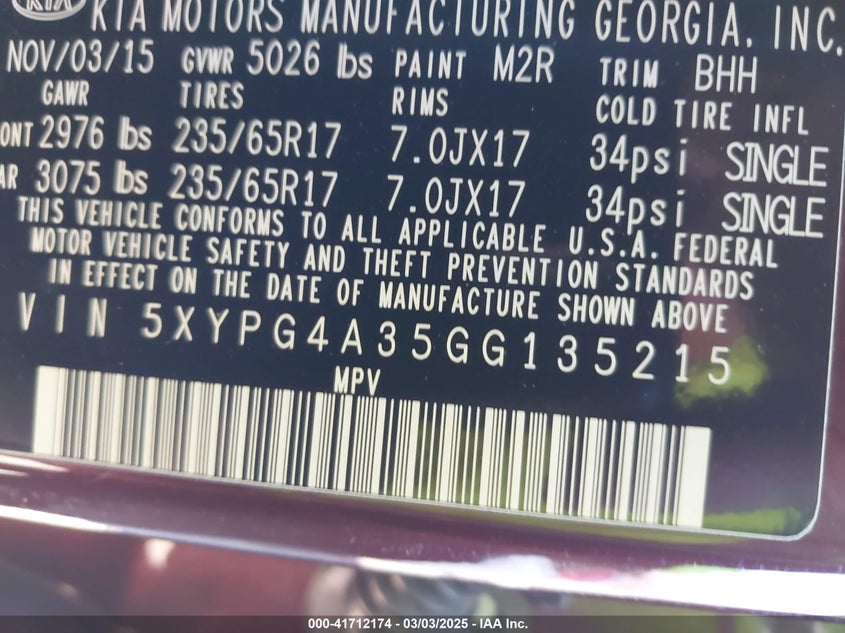 KIA
KIA MOTORS MANUFACTURING GEORGIA, INC.
NOV/03/15 GVWR 5026 lbs PAINT M2R TRIM BHH
GAWR TIRES RIMS COLD TIRE INFL
ONT 2976 lbs 235/65R17 7.0JX17 34psi SINGLE
AR 3075 lbs 235/65R17 7.0JX17 34psi SINGLE
THIS VEHICLE CONFORMS TO ALL APPLICABLE U.S.A. FEDERAL
MOTOR VEHICLE SAFETY AND THEFT PREVENTION STANDARDS
IN EFFECT ON THE DATE OF MANUFACTURE SHOWN ABOVE
VIN 5XYPG4A35GG135215
MPV
000-41712174 - 03/03/2025 - IAA Inc.